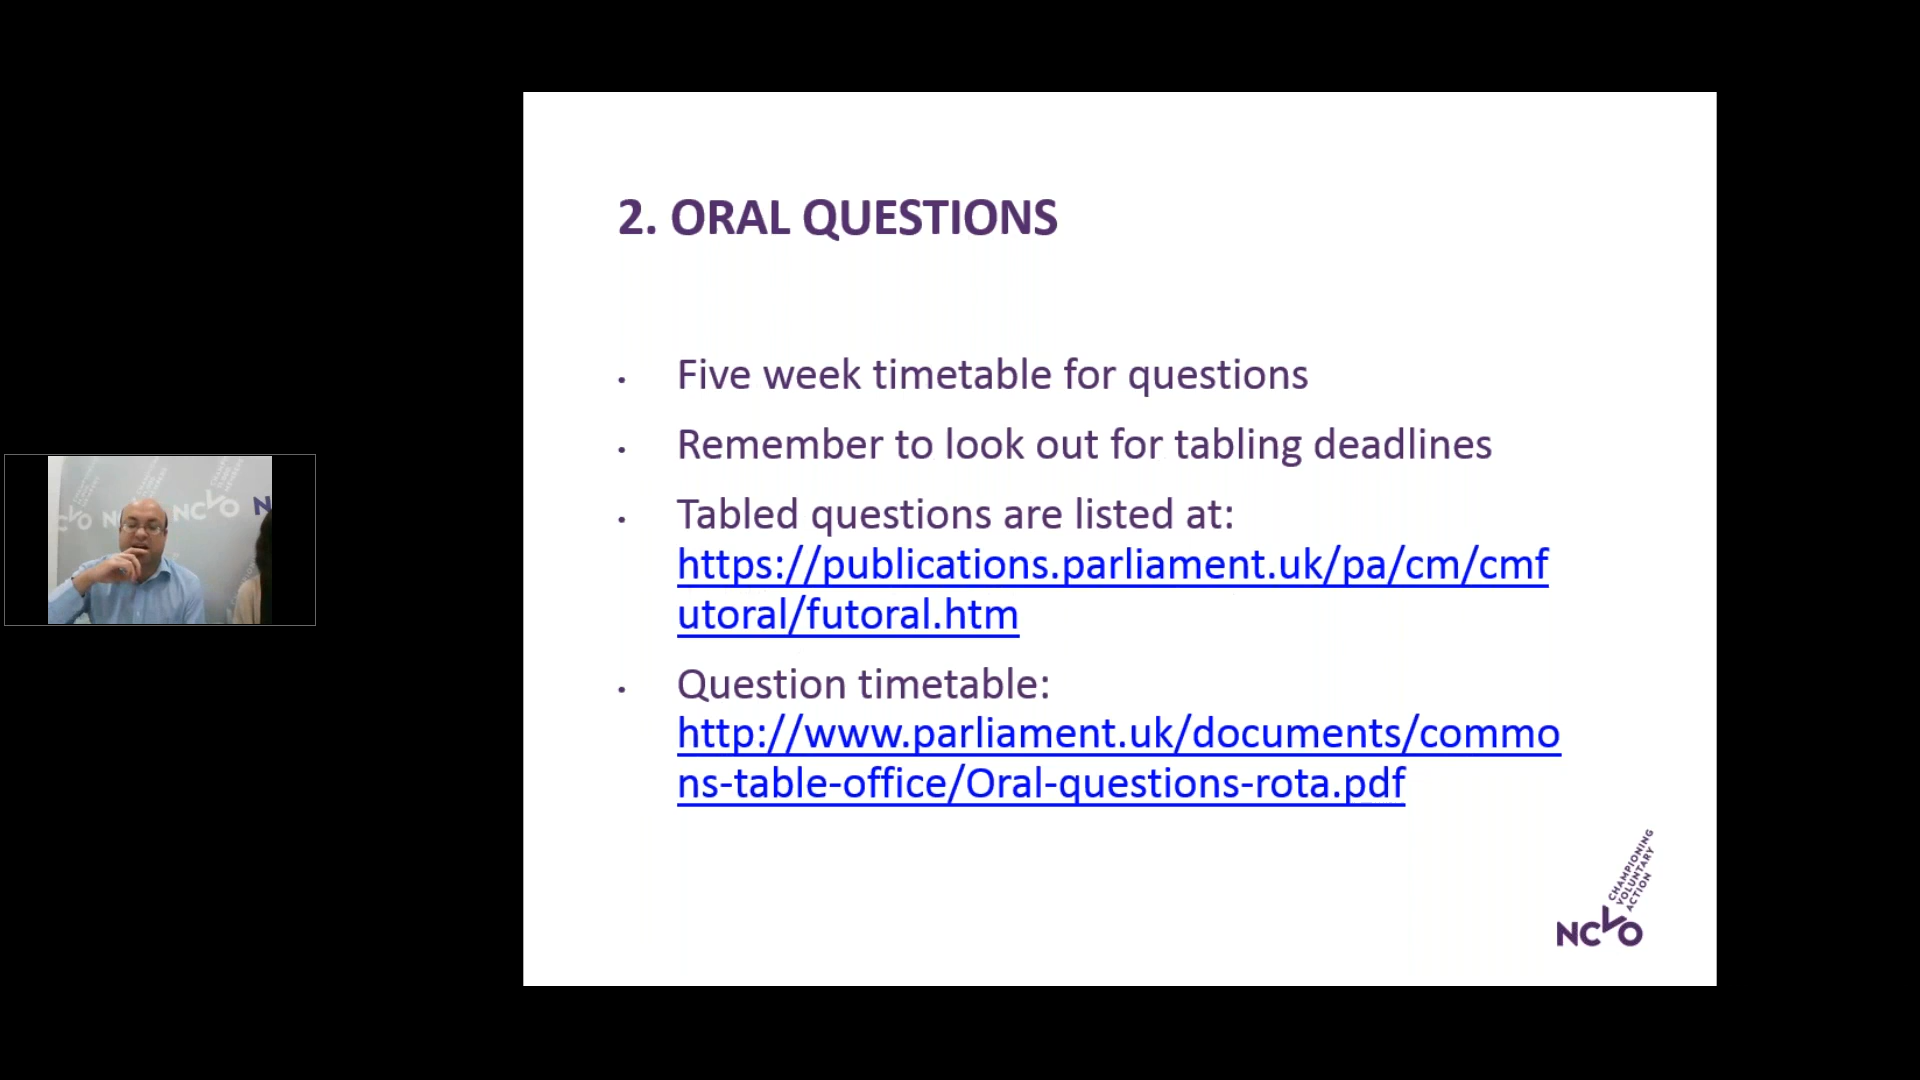 2. ORAL QUESTIONS
• Five week timetable for questions
• Remember to look out for tabling deadlines
• Tabled questions are listed at:
https://publications.parliament.uk/pa/cm/cmf
utoral/futoral.htm
• Question timetable:
http://www.parliament.uk/documents/commo
ns-table-office/Oral-questions-rota.pdf
CHAMPIONING
VOLUNTARY
ACTION
NCVO
NCVO